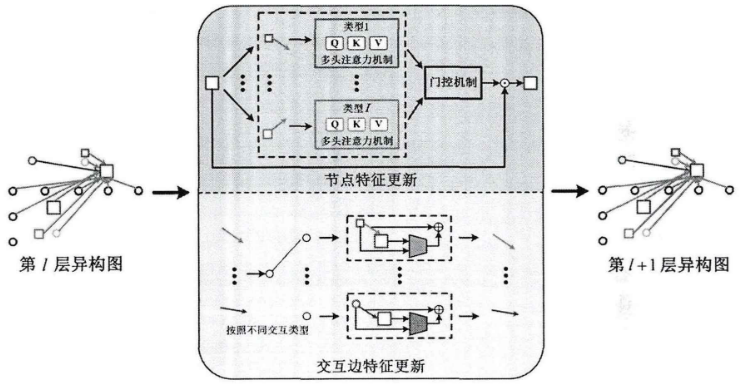 类型1
Q K V
多头注意力机制
类型I
Q K V
多头注意力机制
门控机制
节点特征更新
第 l 层异构图
第 l+1 层异构图
按照不同交互类型
交互边特征更新